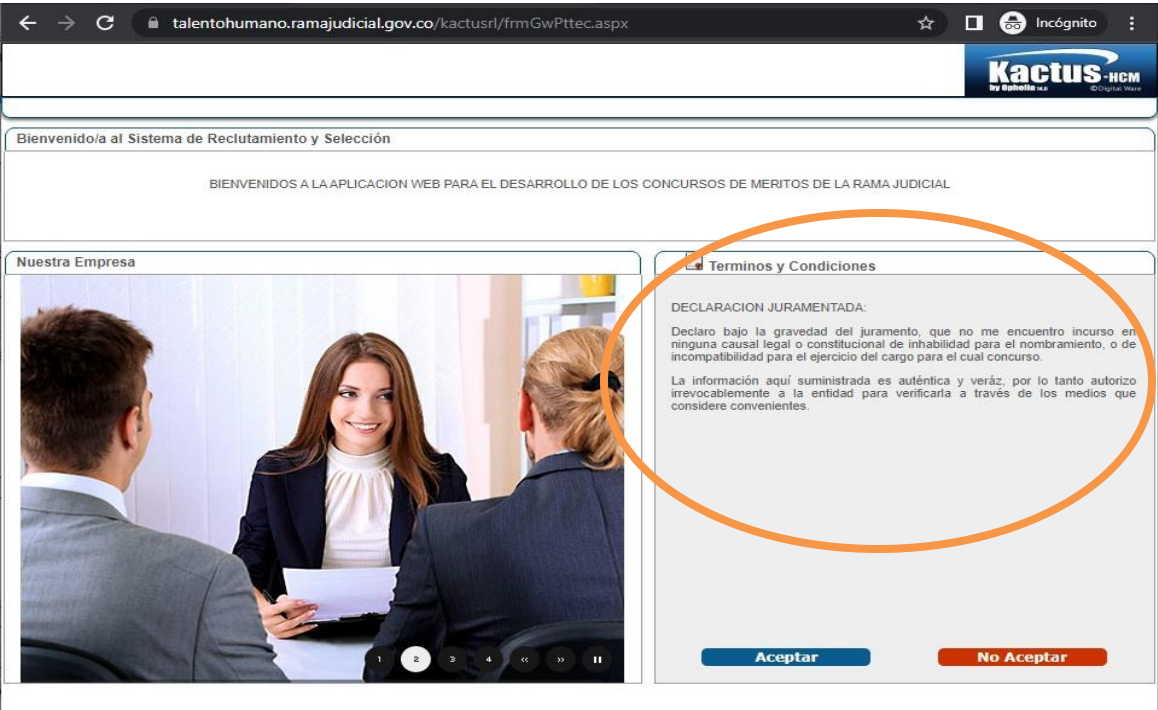 talentohumano.ramajudicial.gov.co/kactusrl/frmGwPttec.aspx
Incógnito
Kactus-HCM
by Ophelia 14.0 ©Digital Ware
Bienvenido/a al Sistema de Reclutamiento y Selección
BIENVENIDOS A LA APLICACION WEB PARA EL DESARROLLO DE LOS CONCURSOS DE MERITOS DE LA RAMA JUDICIAL
Nuestra Empresa
1 2 3 4 « »
Terminos y Condiciones
DECLARACION JURAMENTADA:
Declaro bajo la gravedad del juramento, que no me encuentro incurso en
ninguna causal legal o constitucional de inhabilidad para el nombramiento, o de
incompatibilidad para el ejercicio del cargo para el cual concurso.
La información aquí suministrada es auténtica y veráz, por lo tanto autorizo
irrevocablemente a la entidad para verificarla a través de los medios que
considere convenientes.
Aceptar
No Aceptar